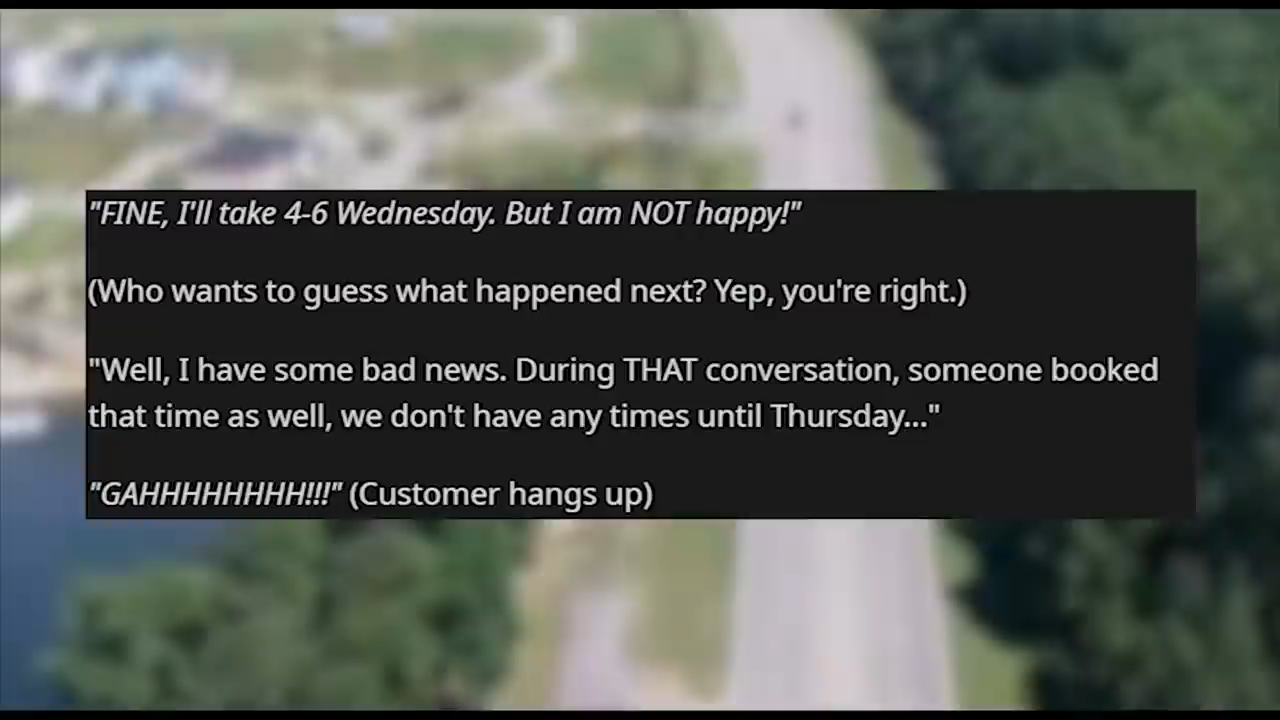 "FINE, I'll take 4-6 Wednesday. But I am NOT happy!"
(Who wants to guess what happened next? Yep, you're right.)
"Well, I have some bad news. During THAT conversation, someone booked
that time as well, we don't have any times until Thursday..."
"GAHHHHHHHHH!!!" (Customer hangs up)